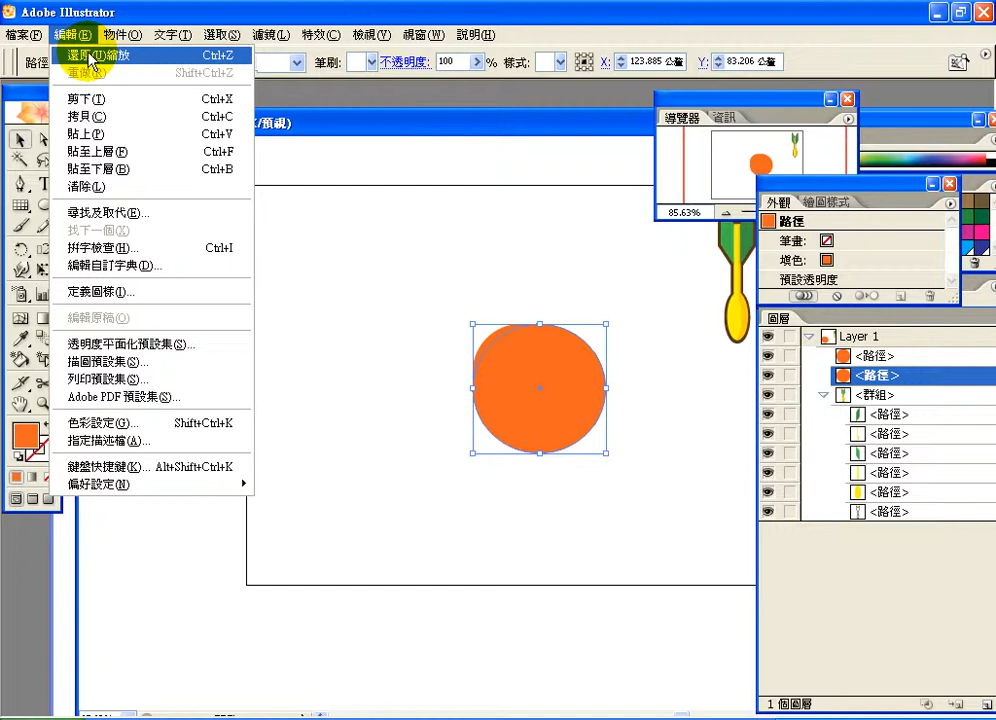 Adobe Illustrator
檔案(F) 編輯(E) 物件(O) 文字(T) 選取(S) 濾鏡(L) 特效(C) 檢視(Y) 視窗(W) 說明(H)
路徑 筆刷: 不透明度: 100 % 樣式: X: 123.885 公釐 Y: 83.206 公釐
還原(U)縮放 Ctrl+Z
重做(R) Shift+Ctrl+Z
剪下(T) Ctrl+X
拷貝(C) Ctrl+C
貼上(P) Ctrl+V
貼至上層(F) Ctrl+F
貼至下層(B) Ctrl+B
清除(L)
尋找及取代(E)...
找下一個(X)
拼字檢查(H)... Ctrl+I
編輯自訂字典(D)...
定義圖樣(I)...
編輯原稿(O)
透明度平面化預設集(S)...
描圖預設集(S)...
列印預設集(S)...
Adobe PDF 預設集(S)...
色彩設定(G)... Shift+Ctrl+K
指定描述檔(A)...
鍵盤快捷鍵(K)... Alt+Shift+Ctrl+K
偏好設定(N)
K/預視)
導覽器 資訊
85.63%
外觀 繪圖樣式
路徑
筆畫:
填色:
預設透明度
圖層
Layer 1
<路徑>
<路徑>
<群組>
<路徑>
<路徑>
<路徑>
<路徑>
<路徑>
<路徑>
1 個圖層